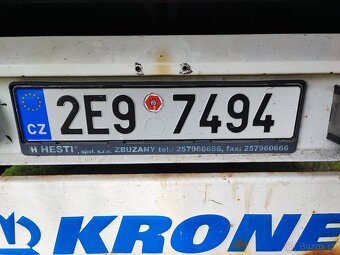 CZ 2E9 7494
HESTI, spol. s.r.o. ZBUZANY tel.: 257960686, fax: 257960666
KRONE